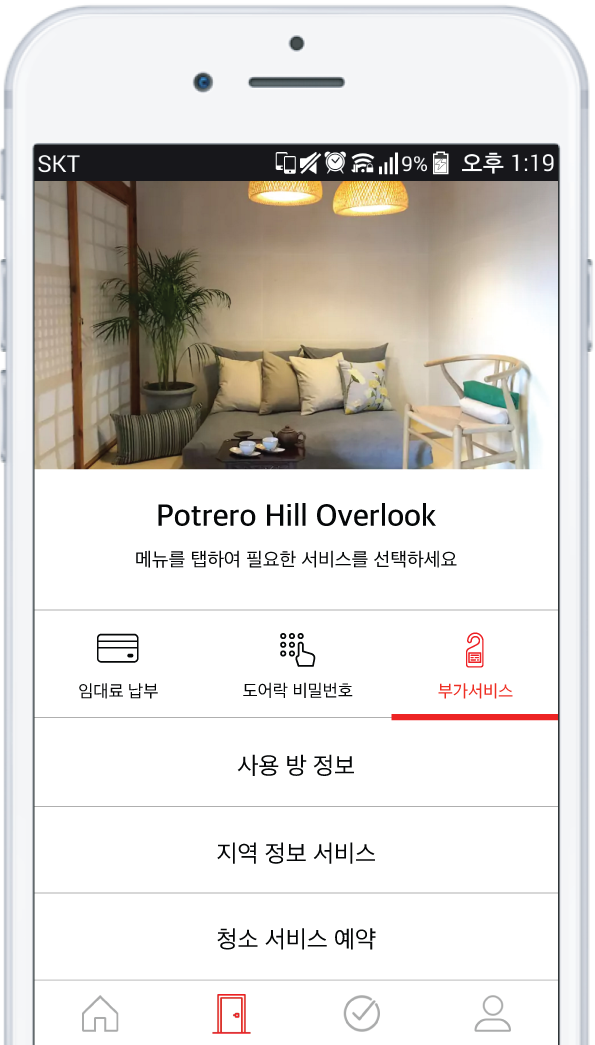 SKT 9% 오후 1:19
Potrero Hill Overlook
메뉴를 탭하여 필요한 서비스를 선택하세요
임대료 납부 도어락 비밀번호 부가서비스
사용 방 정보
지역 정보 서비스
청소 서비스 예약